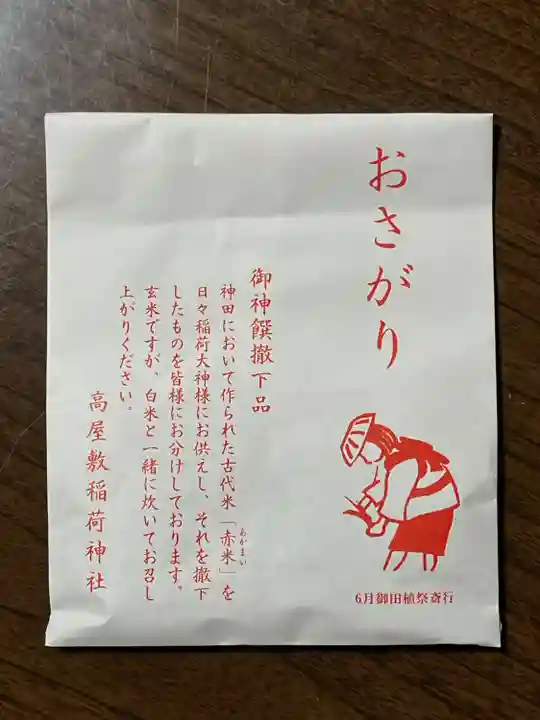 おさがり
御神饌撤下品
神田において作られた古代米「赤米」を
あかまい
日々稲荷大神様にお供えし、それを撤下
したものを皆様にお分けしております。
玄米ですが、白米と一緒に炊いてお召し
上がりください。
高屋敷稲荷神社
6月御田植祭斎行